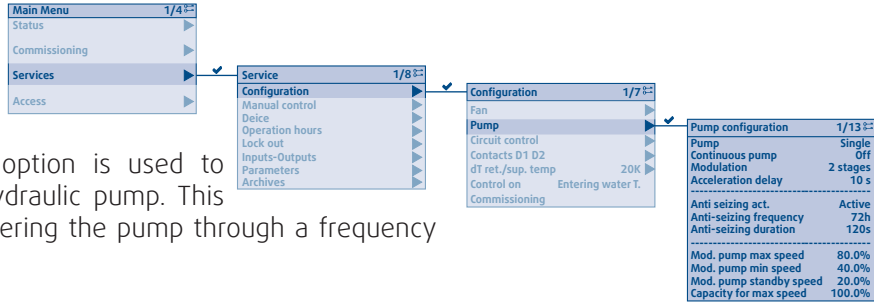 Main Menu 1/4
Status
Commissioning
Services
Access
Service 1/8
Configuration
Manual control
Deice
Operation hours
Lock out
Inputs-Outputs
Parameters
Archives
Configuration 1/7
Fan
Pump
Circuit control
Contacts D1 D2
dT ret./sup. temp 20K
Control on Entering water T.
Commissioning
Pump configuration 1/13
Pump Single
Continuous pump Off
Modulation 2 stages
Acceleration delay 10 s
Anti seizing act. Active
Anti-seizing frequency 72h
Anti-seizing duration 120s
Mod. pump max speed 80.0%
Mod. pump min speed 40.0%
Mod. pump standby speed 20.0%
Capacity for max speed 100.0%
option is used to
ydraulic pump. This
ering the pump through a frequency